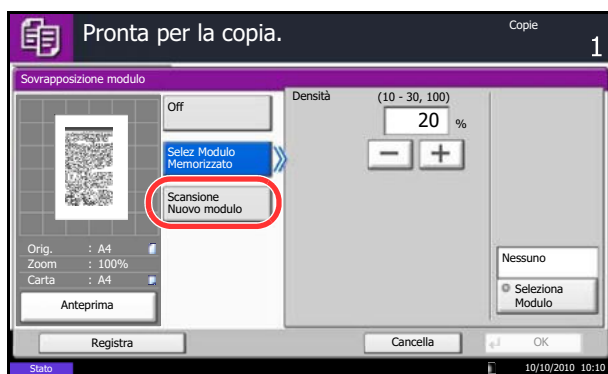 Pronta per la copia.
Copie
1
Sovrapposizione modulo
Off
Selez Modulo
Memorizzato
Scansione
Nuovo modulo
Densità
(10 - 30, 100)
20 %
Orig. : A4
Zoom : 100%
Carta : A4
Anteprima
Nessuno
Seleziona
Modulo
Registra
Cancella
OK
Stato
10/10/2010 10:10